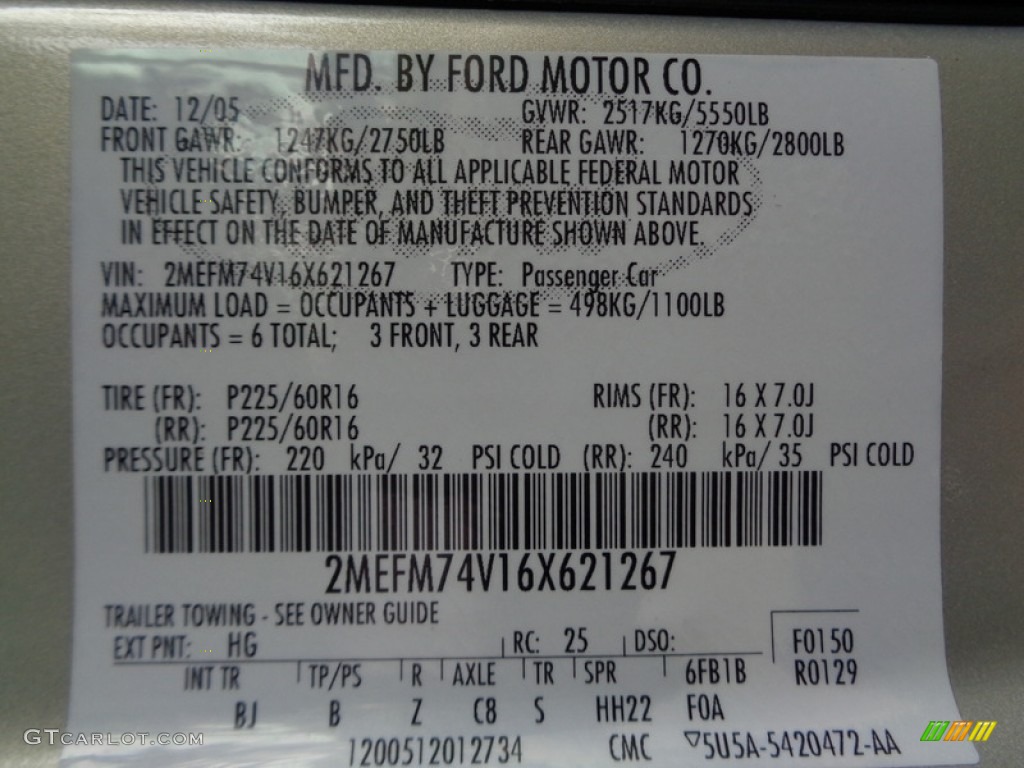 MFD. BY FORD MOTOR CO.
DATE: 12/05 GVWR: 2517KG/5550LB
FRONT GAWR: 1247KG/2750LB REAR GAWR: 1270KG/2800LB
THIS VEHICLE CONFORMS TO ALL APPLICABLE FEDERAL MOTOR
VEHICLE SAFETY, BUMPER, AND THEFT PREVENTION STANDARDS
IN EFFECT ON THE DATE OF MANUFACTURE SHOWN ABOVE.
VIN: 2MEFM74V16X621267 TYPE: Passenger Car
MAXIMUM LOAD = OCCUPANTS + LUGGAGE = 498KG/1100LB
OCCUPANTS = 6 TOTAL; 3 FRONT, 3 REAR
TIRE (FR): P225/60R16 RIMS (FR): 16 X 7.0J
(RR): P225/60R16 (RR): 16 X 7.0J
PRESSURE (FR): 220 kPa/ 32 PSI COLD (RR): 240 kPa/ 35 PSI COLD
2MEFM74V16X621267
TRAILER TOWING - SEE OWNER GUIDE
EXT PNT: HG RC: 25 DSO: F0150
INT TR TP/PS R AXLE TR SPR 6FB1B R0129
BJ B Z C8 S HH22 FOA
1200512012734 CMC ▽5U5A-5420472-AA
GTCARLOT.COM